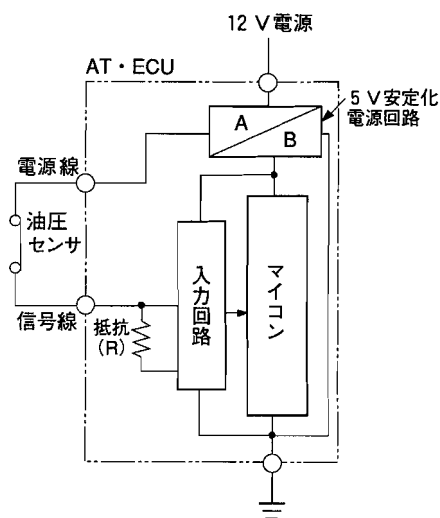 12 V電源
AT・ECU
5 V安定化
電源回路
A
B
電源線
油圧
センサ
入力回路
マイコン
信号線
抵抗
(R)